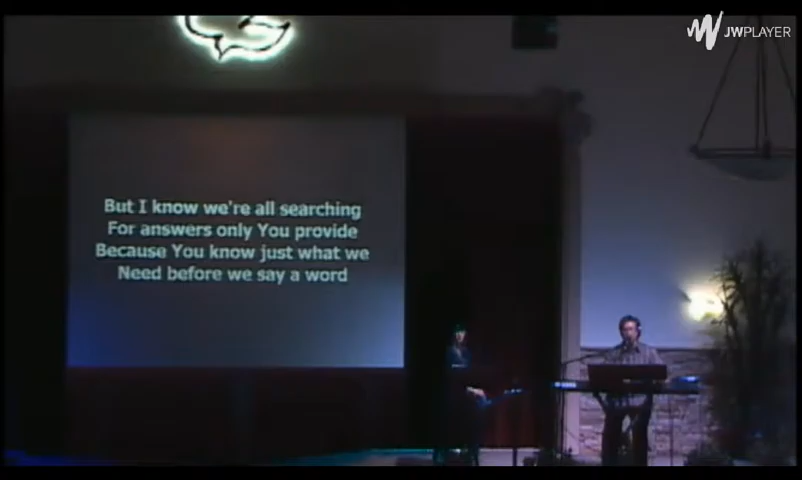 JWPLAYER
But I know we're all searching
For answers only You provide
Because You know just what we
Need before we say a word